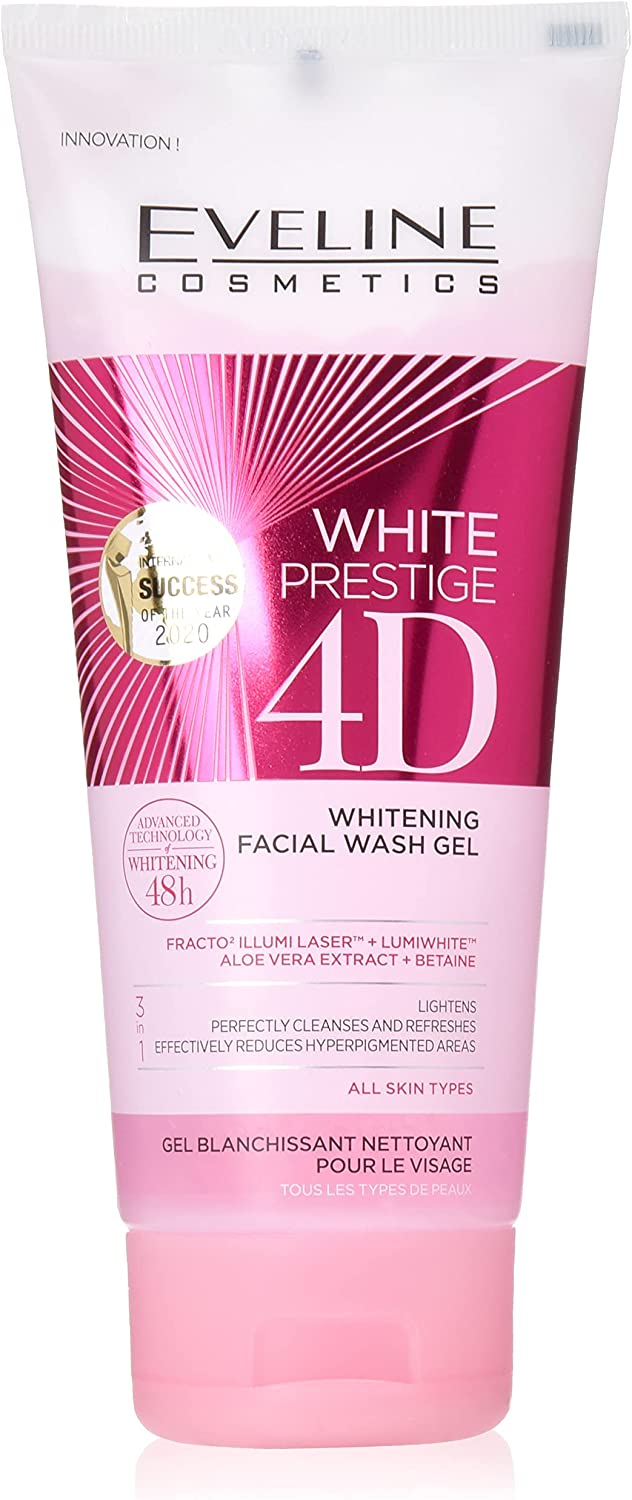 INNOVATION !
EVELINE
COSMETICS
WHITE
PRESTIGE
4D
SUCCESS
OF THE YEAR
2020
WHITENING
FACIAL WASH GEL
ADVANCED
TECHNOLOGY
of
WHITENING
48h
FRACTO² ILLUMI LASER™ + LUMIWHITE™
ALOE VERA EXTRACT + BETAINE
3
in
1
LIGHTENS
PERFECTLY CLEANSES AND REFRESHES
EFFECTIVELY REDUCES HYPERPIGMENTED AREAS
ALL SKIN TYPES
GEL BLANCHISSANT NETTOYANT
POUR LE VISAGE
TOUS LES TYPES DE PEAUX